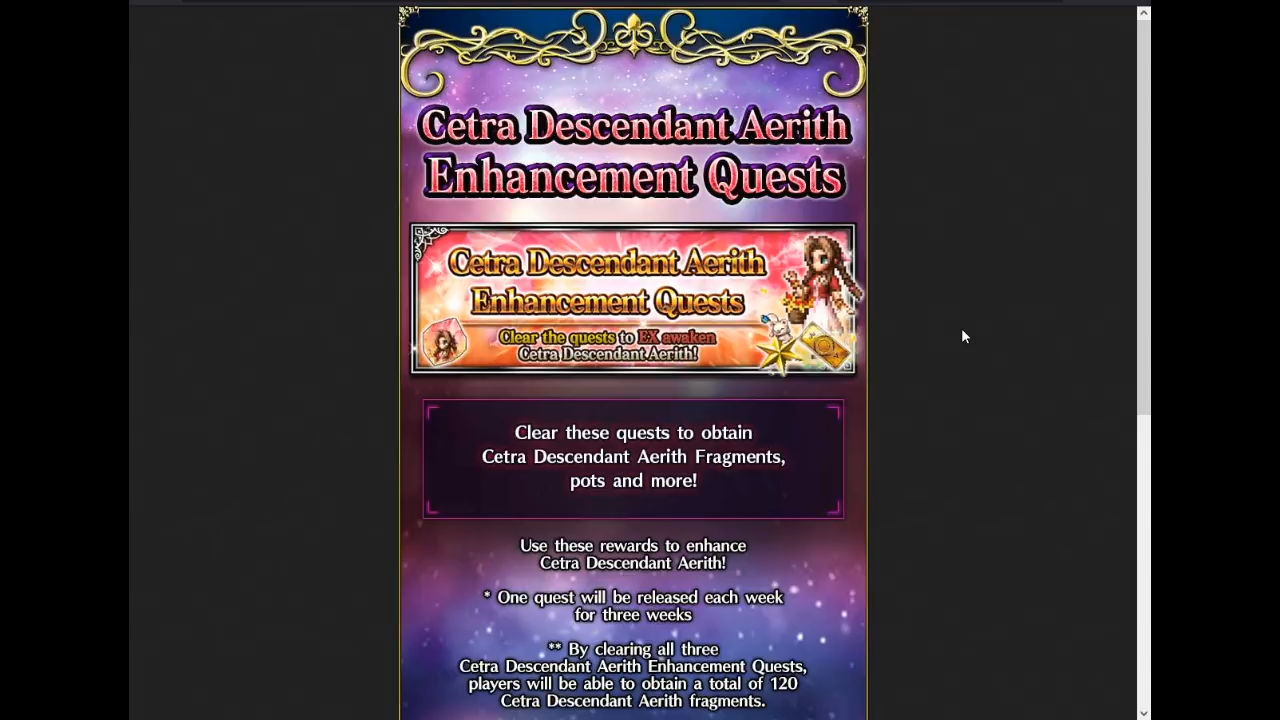 Cetra Descendant Aerith
Enhancement Quests
Cetra Descendant Aerith
Enhancement Quests
Clear the quests to EX awaken
Cetra Descendant Aerith!
Clear these quests to obtain
Cetra Descendant Aerith Fragments,
pots and more!
Use these rewards to enhance
Cetra Descendant Aerith!
* One quest will be released each week
for three weeks
** By clearing all three
Cetra Descendant Aerith Enhancement Quests,
players will be able to obtain a total of 120
Cetra Descendant Aerith fragments.